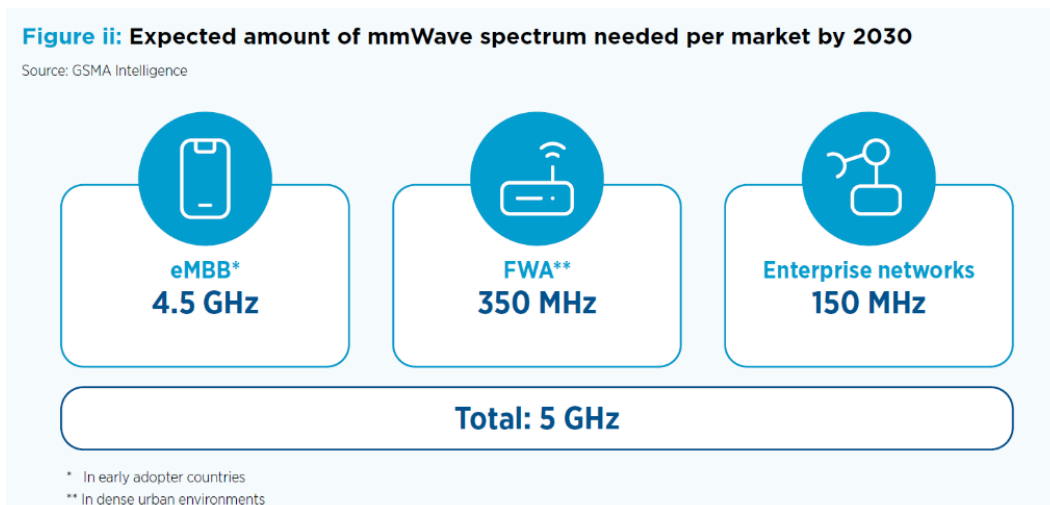 Figure ii: Expected amount of mmWave spectrum needed per market by 2030
Source: GSMA Intelligence
eMBB*
4.5 GHz
FWA**
350 MHz
Enterprise networks
150 MHz
Total: 5 GHz
* In early adopter countries
** In dense urban environments